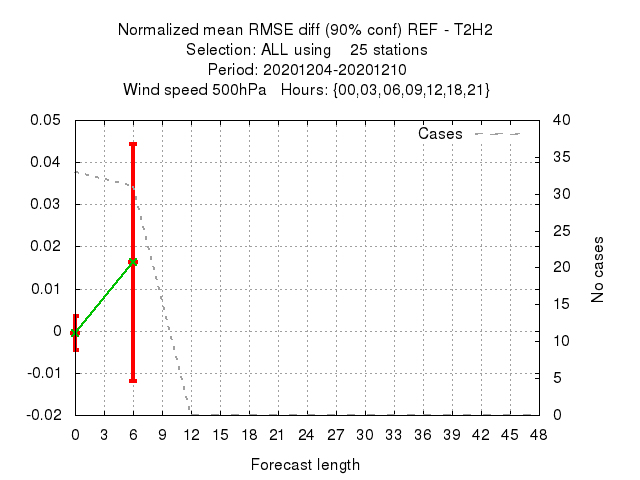 Normalized mean RMSE diff (90% conf) REF - T2H2
Selection: ALL using    25 stations
Period: 20201204-20201210
Wind speed 500hPa   Hours: {00,03,06,09,12,18,21}
Cases
0.05
0.04
0.03
0.02
0.01
0
-0.01
-0.02
40
35
30
25
20
15
10
5
0
No cases
0 3 6 9 12 15 18 21 24 27 30 33 36 39 42 45 48
Forecast length